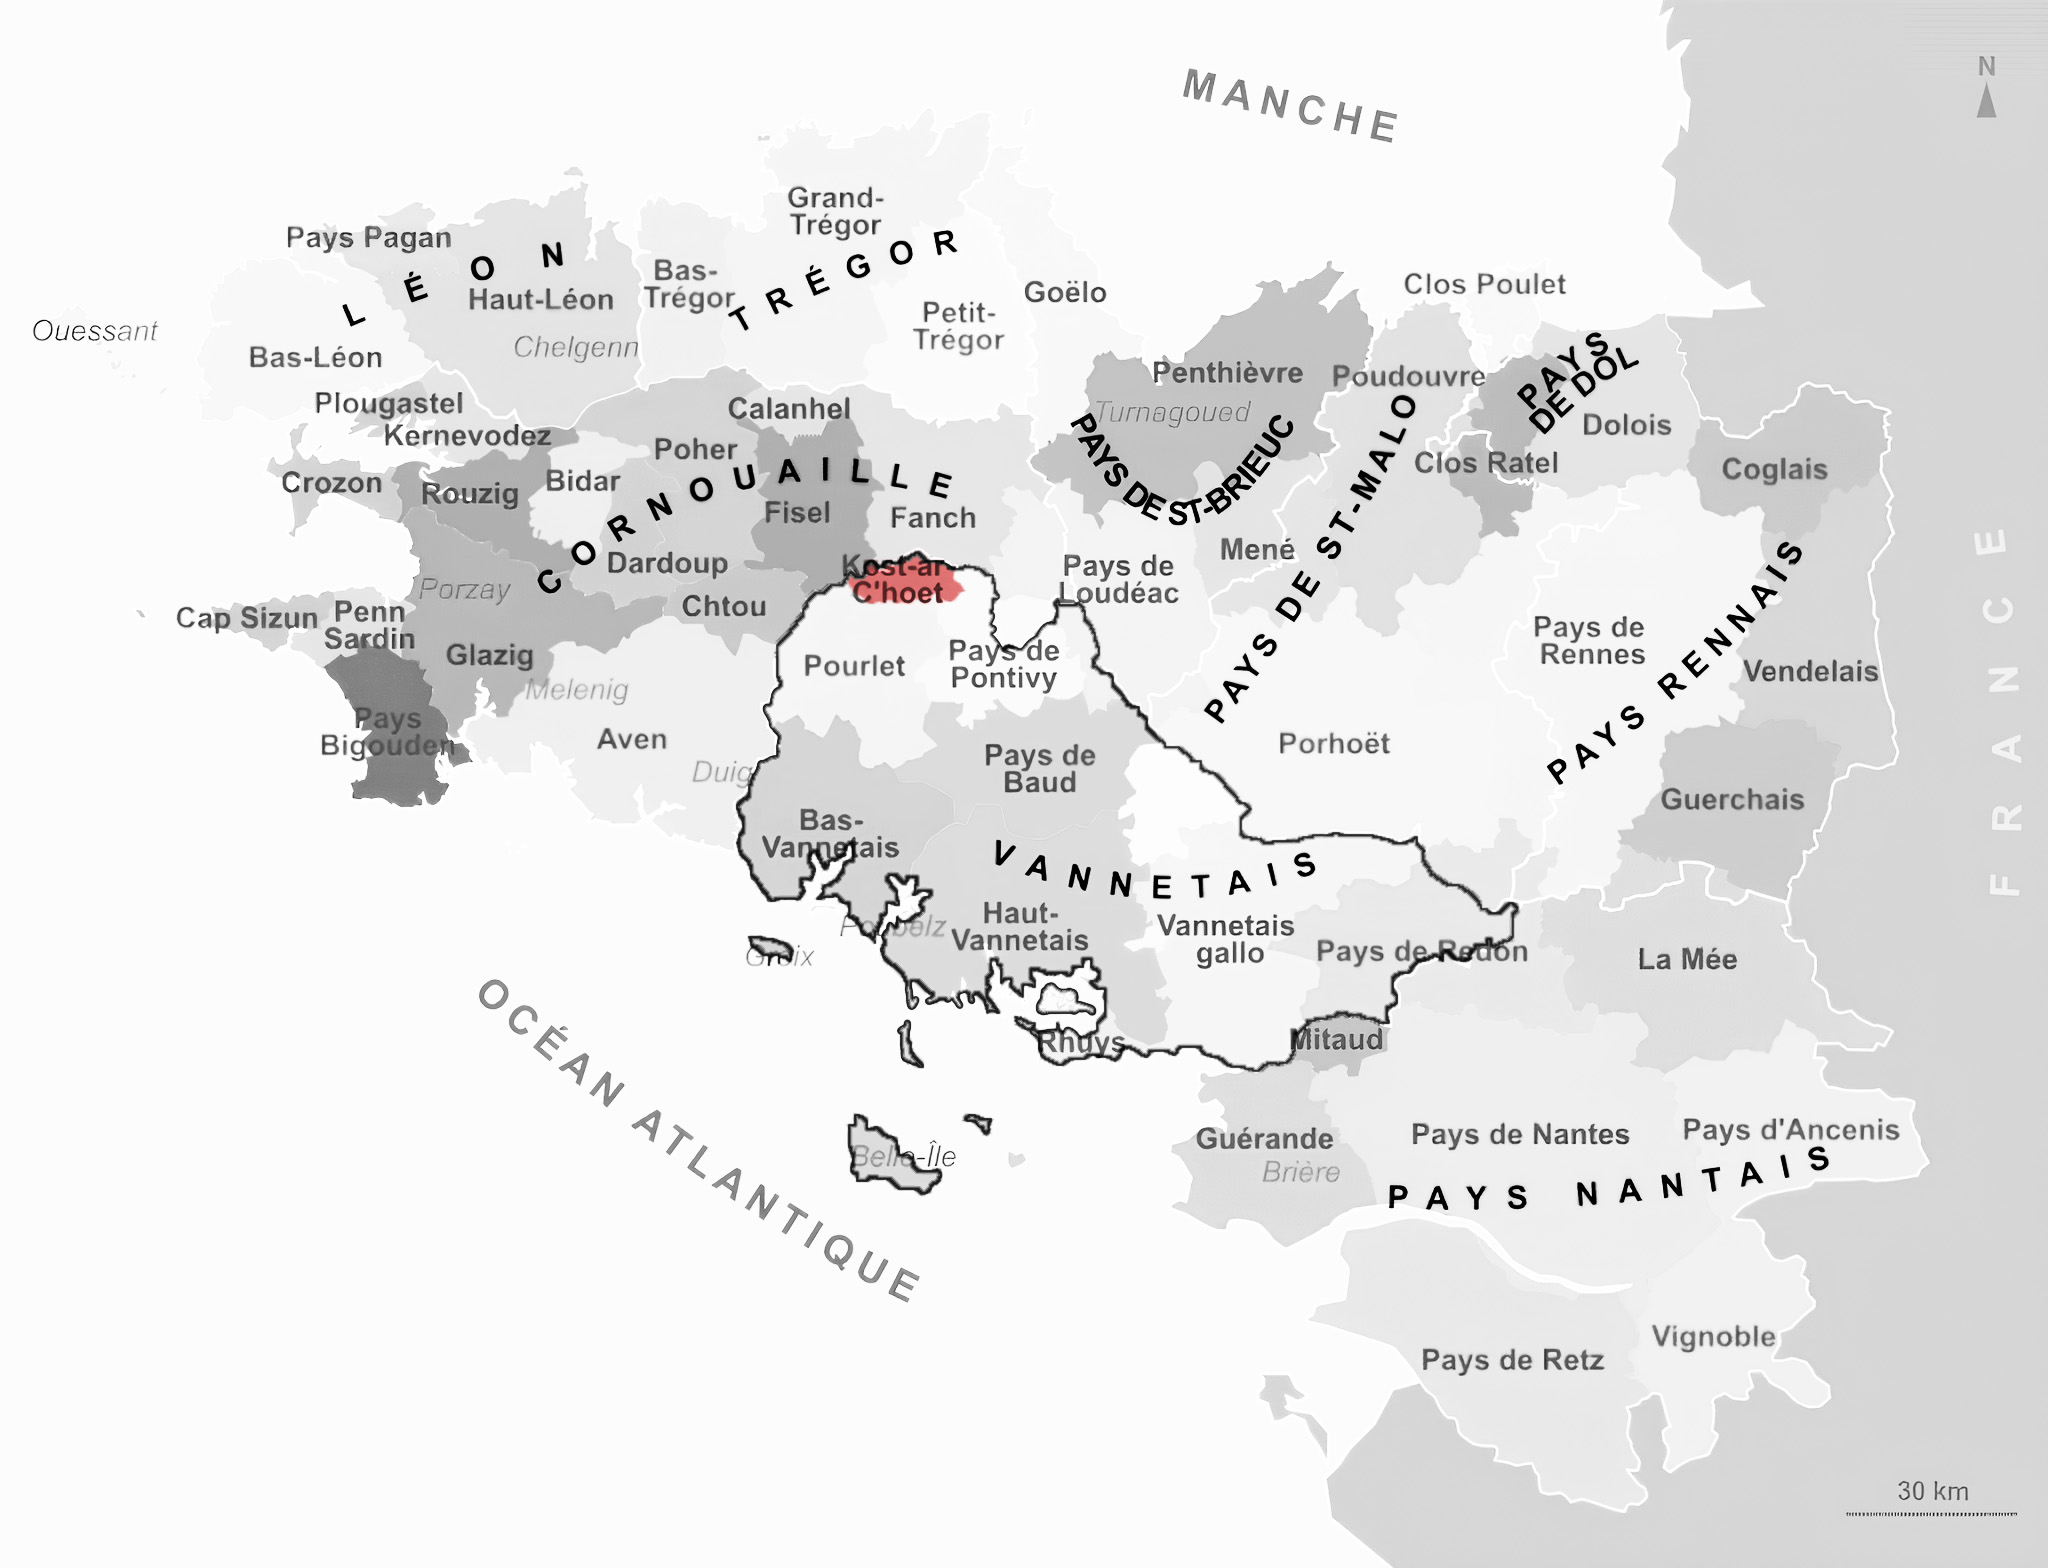 MANCHE
N
Grand-
Trégor
Pays Pagan
LÉON
Haut-Léon
Bas-
Trégor
TRÉGOR
Goëlo
Clos Poulet
Petit-
Trégor
Ouessant
Chelgenn
Bas-Léon
PAYS
DE DOL
Penthièvre
Poudouvre
Plougastel
Calanhel
Turnagoued
Kernevodez
Dolois
Poher
Clos Ratel
Coglais
Crozon
Rouzig
Bidar
CORNOUAILLE
PAYS DE ST-BRIEUC
PAYS DE ST-MALO
Fisel
Fanch
Mené
Dardoup
Kost-ar-
C'hoet
Pays de
Loudéac
Porzay
Chtou
Cap Sizun
Penn
Sardin
Pays de
Rennes
PAYS RENNAIS
FRANCE
Glazig
Pourlet
Pays de
Pontivy
Vendelais
Melenig
Pays
Bigouden
Aven
Porhoët
Duig
Pays de
Baud
Guerchais
Bas-
Vannetais
VANNETAIS
Haut-
Vannetais
Vannetais
gallo
Pays de Redon
La Mée
Groix
Rhuys
Mitaud
OCÉAN ATLANTIQUE
Belle-Île
Guérande
Brière
Pays de Nantes
Pays d'Ancenis
PAYS NANTAIS
Pays de Retz
Vignoble
30 km